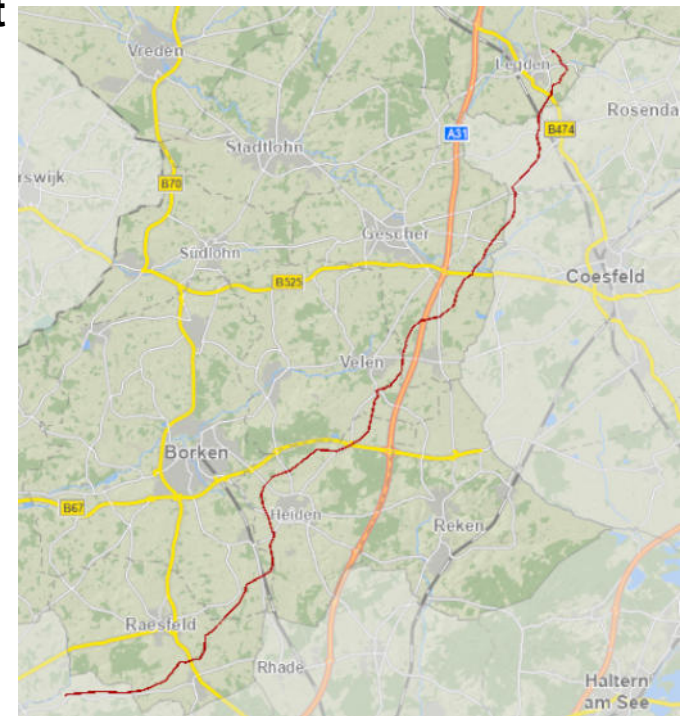 t
Vreden
Legden
Rosenda
A31
B474
Stadtlohn
rswijk
B70
Gescher
Südlohn
Coesfeld
B525
Velen
Borken
B67
Heiden
Reken
Raesfeld
Rhade
Haltern
am See